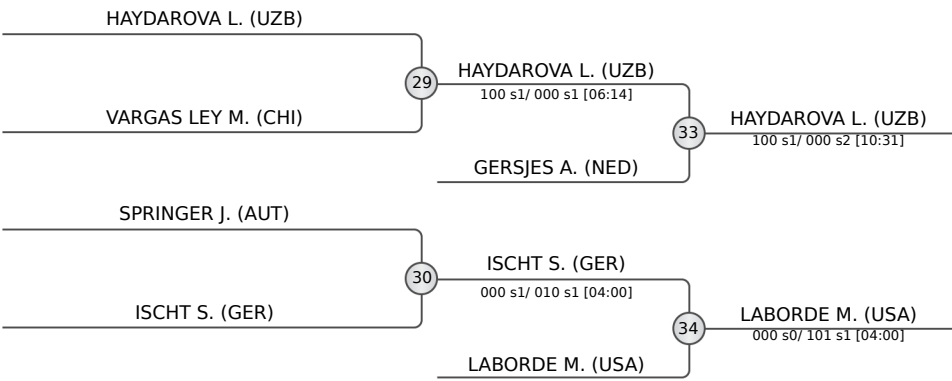 HAYDAROVA L. (UZB)
29
HAYDAROVA L. (UZB)
100 s1/ 000 s1 [06:14]
VARGAS LEY M. (CHI)
33
HAYDAROVA L. (UZB)
100 s1/ 000 s2 [10:31]
GERSJES A. (NED)
SPRINGER J. (AUT)
30
ISCHT S. (GER)
000 s1/ 010 s1 [04:00]
ISCHT S. (GER)
34
LABORDE M. (USA)
000 s0/ 101 s1 [04:00]
LABORDE M. (USA)